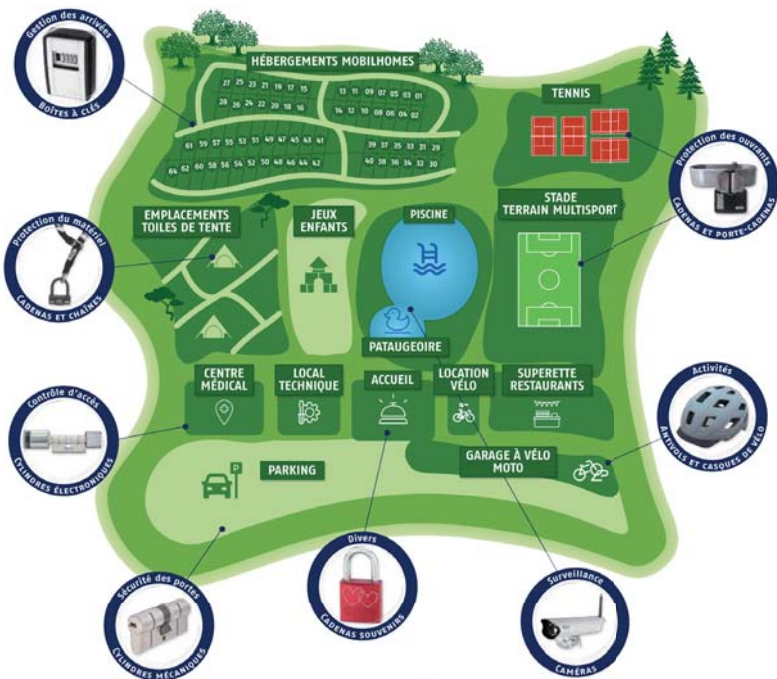 Gestion des arrivées
BOÎTES À CLÉS
HÉBERGEMENTS MOBILHOMES
27 25 23 21 19 17 15
28 26 24 22 20 18 16
13 11 09 07 05 03 01
14 12 10 08 06 04 02
61 59 57 55 53 51 49 47 45 43 41
64 62 60 58 56 54 52 50 48 46 44 42
39 37 35 33 31 29
40 38 36 34 32 30
TENNIS
Protection des ouvrants
CADENAS ET PORTE-CADENAS
Protection du matériel
CADENAS ET CHAÎNES
EMPLACEMENTS
TOILES DE TENTE
JEUX
ENFANTS
PISCINE
STADE
TERRAIN MULTISPORT
PATAUGEOIRE
CENTRE
MÉDICAL
LOCAL
TECHNIQUE
ACCUEIL
LOCATION
VÉLO
SUPERETTE
RESTAURANTS
Contrôle d'accès
CYLINDRES ÉLECTRONIQUES
Activités
ANTIVOLS ET CASQUES DE VÉLO
PARKING
P
GARAGE À VÉLO
MOTO
Sécurité des portes
CYLINDRES MÉCANIQUES
Divers
CADENAS SOUVENIRS
Surveillance
CAMÉRAS